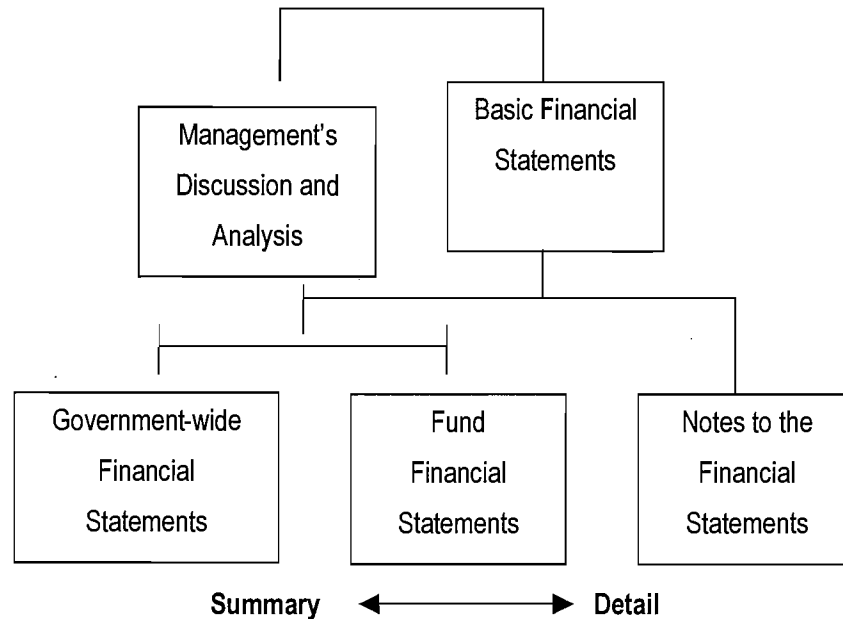 Management's
Discussion and
Analysis
Basic Financial
Statements
Government-wide
Financial
Statements
Fund
Financial
Statements
Notes to the
Financial
Statements
Summary
Detail